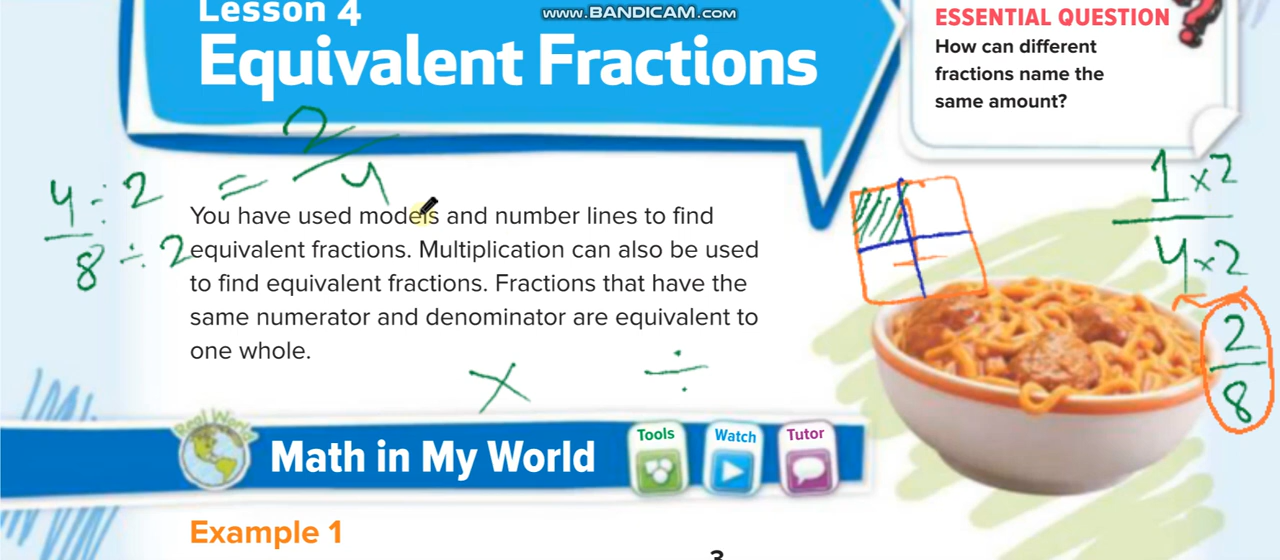 www.BANDICAM.com
Lesson 4
Equivalent Fractions
ESSENTIAL QUESTION
How can different
fractions name the
same amount?
4 ÷ 2 = 2
8 ÷ 2 4
1 × 2
4 × 2
2
8
You have used models and number lines to find
equivalent fractions. Multiplication can also be used
to find equivalent fractions. Fractions that have the
same numerator and denominator are equivalent to
one whole.
× ÷
Real World
Math in My World
Tools
Watch
Tutor
Example 1
3